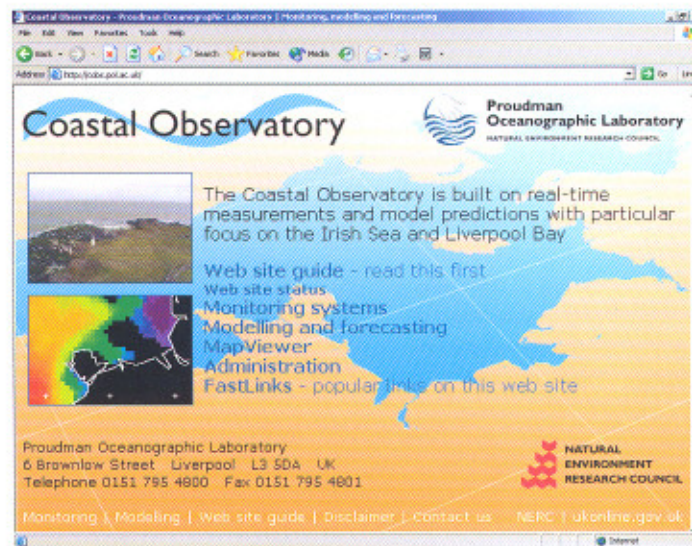 Coastal Observatory - Proudman Oceanographic Laboratory | Monitoring, modelling and forecasting
File Edit View Favorites Tools Help
Back Search Favorites Media
Address http://cobs.pol.ac.uk/ Go
Coastal Observatory
Proudman
Oceanographic Laboratory
NATURAL ENVIRONMENT RESEARCH COUNCIL
The Coastal Observatory is built on real-time
measurements and model predictions with particular
focus on the Irish Sea and Liverpool Bay
Web site guide - read this first
Web site status
Monitoring systems
Modelling and forecasting
MapViewer
Administration
FastLinks - popular links on this web site
Proudman Oceanographic Laboratory
6 Brownlow Street Liverpool L3 5DA UK
Telephone 0151 795 4800 Fax 0151 795 4801
NATURAL
ENVIRONMENT
RESEARCH COUNCIL
Monitoring | Modelling | Web site guide | Disclaimer | Contact us NERC | ukonline.gov.uk
Internet